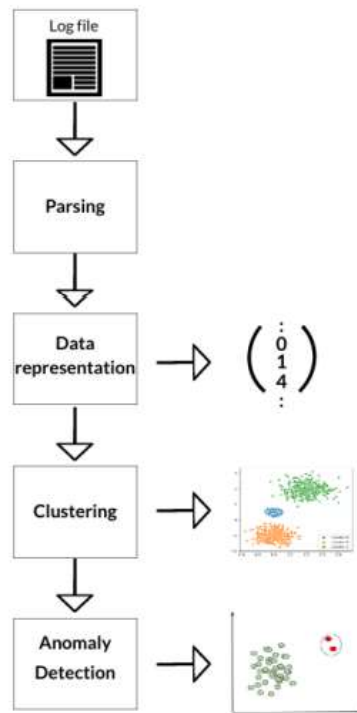 Log file
Parsing
Data
representation
:
0
1
4
:
Clustering
Anomaly
Detection